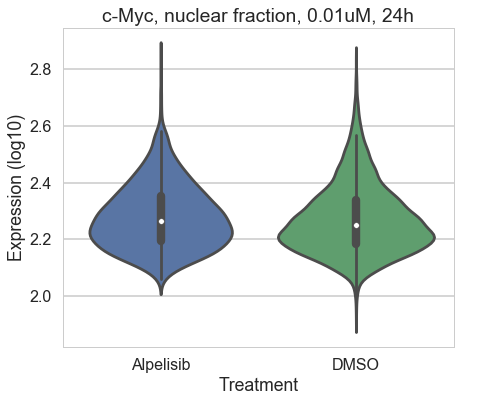 c-Myc, nuclear fraction, 0.01uM, 24h
Expression (log10)
2.8
2.6
2.4
2.2
2.0
Alpelisib DMSO
Treatment